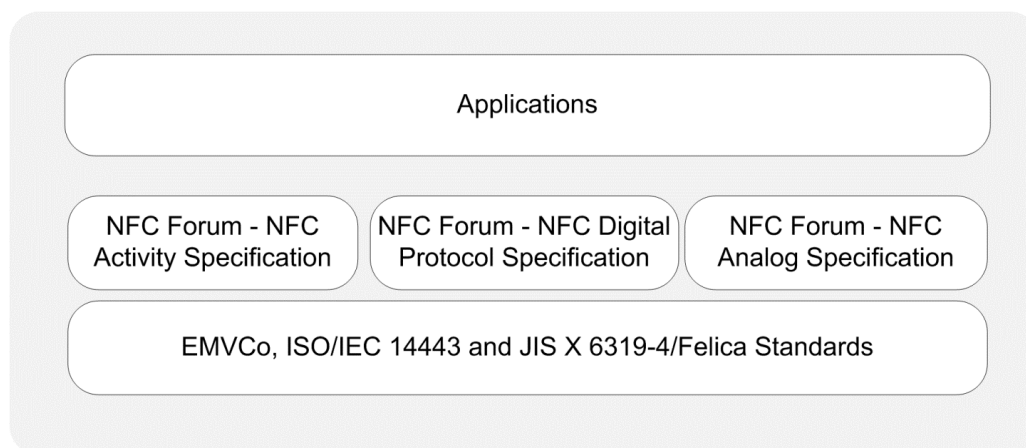 Applications
NFC Forum - NFC
Activity Specification
NFC Forum - NFC Digital
Protocol Specification
NFC Forum - NFC
Analog Specification
EMVCo, ISO/IEC 14443 and JIS X 6319-4/Felica Standards